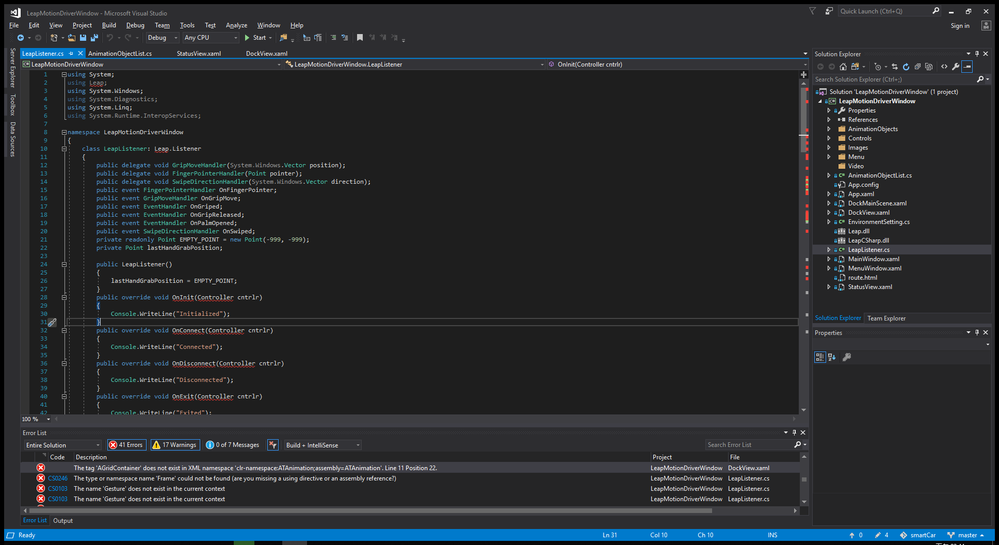 LeapMotionDriverWindow - Microsoft Visual Studio
Quick Launch (Ctrl+Q)
File Edit View Project Build Debug Team Tools Test Analyze Window Help
Sign in
Debug Any CPU Start
Server Explorer
Toolbox
Data Sources
LeapListener.cs AnimationObjectList.cs StatusView.xaml DockView.xaml
C# LeapMotionDriverWindow LeapMotionDriverWindow.LeapListener OnInit(Controller cntrlr)
1 using System;
2 using Leap;
3 using System.Windows;
4 using System.Diagnostics;
5 using System.Linq;
6 using System.Runtime.InteropServices;
7
8 namespace LeapMotionDriverWindow
9 {
10 class LeapListener: Leap.Listener
11 {
12 public delegate void GripMoveHandler(System.Windows.Vector position);
13 public delegate void FingerPointerHandler(Point pointer);
14 public delegate void SwipeDirectionHandler(System.Windows.Vector direction);
15 public event FingerPointerHandler OnFingerPointer;
16 public event GripMoveHandler OnGripMove;
17 public event EventHandler OnGriped;
18 public event EventHandler OnGripReleased;
19 public event EventHandler OnPalmOpened;
20 public event SwipeDirectionHandler OnSwiped;
21 private readonly Point EMPTY_POINT = new Point(-999, -999);
22 private Point lastHandGrabPosition;
23
24 public LeapListener()
25 {
26 lastHandGrabPosition = EMPTY_POINT;
27 }
28 public override void OnInit(Controller cntrlr)
29 {
30 Console.WriteLine("Initialized");
31 }
32 public override void OnConnect(Controller cntrlr)
33 {
34 Console.WriteLine("Connected");
35 }
36 public override void OnDisconnect(Controller cntrlr)
37 {
38 Console.WriteLine("Disconnected");
39 }
40 public override void OnExit(Controller cntrlr)
41 {
42 Console.WriteLine("Exited");
100 %
Error List
Entire Solution 41 Errors 17 Warnings 0 of 7 Messages Build + IntelliSense Search Error List
Code Description Project File
The tag 'AGridContainer' does not exist in XML namespace 'clr-namespace:ATAnimation;assembly=ATAnimation'. Line 11 Position 22. LeapMotionDriverWindow DockView.xaml
CS0246 The type or namespace name 'Frame' could not be found (are you missing a using directive or an assembly reference?) LeapMotionDriverWindow LeapListener.cs
CS0103 The name 'Gesture' does not exist in the current context LeapMotionDriverWindow LeapListener.cs
CS0103 The name 'Gesture' does not exist in the current context LeapMotionDriverWindow LeapListener.cs
Error List Output
Solution Explorer
Search Solution Explorer (Ctrl+;)
Solution 'LeapMotionDriverWindow' (1 project)
C# LeapMotionDriverWindow
Properties
References
AnimationObjects
Controls
Images
Menu
Video
C# AnimationObjectList.cs
App.config
App.xaml
DockMainScene.xaml
DockView.xaml
C# EnvironmentSetting.cs
Leap.dll
LeapCSharp.dll
C# LeapListener.cs
MainWindow.xaml
MenuWindow.xaml
route.html
StatusView.xaml
Solution Explorer Team Explorer
Properties
Ready Ln 31 Col 10 Ch 10 INS 0 4 smartCar master